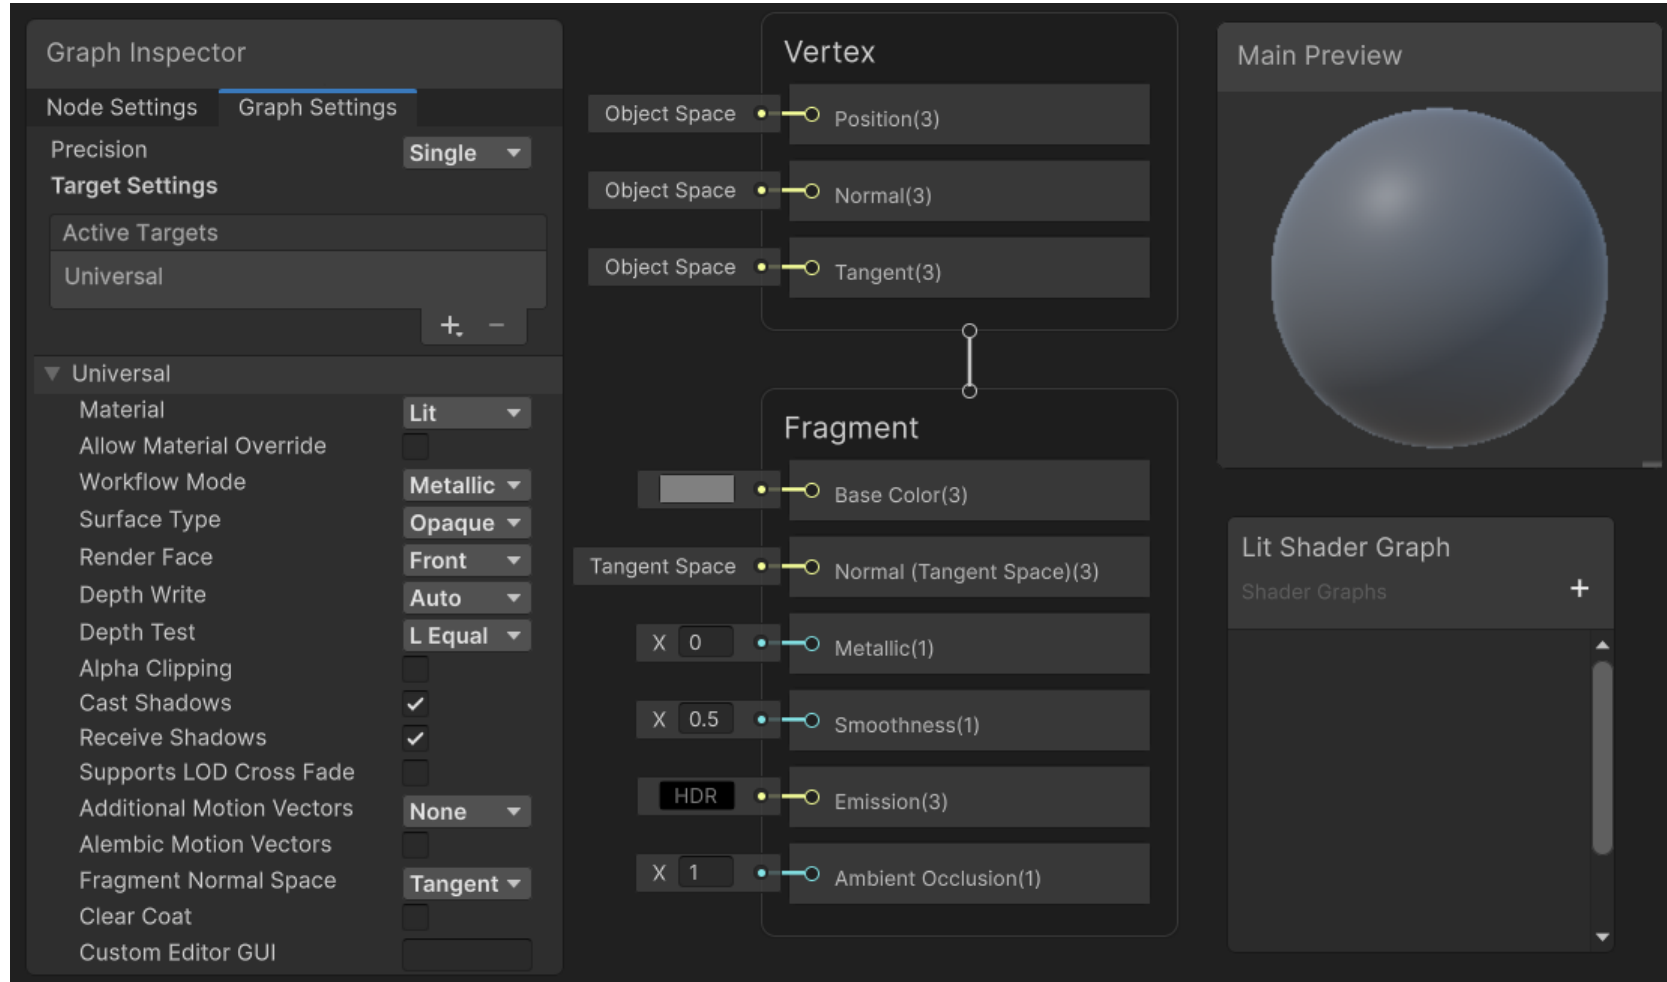 Graph Inspector
Node Settings
Graph Settings
Precision
Single
Target Settings
Active Targets
Universal
+
-
Universal
Material
Lit
Allow Material Override
Workflow Mode
Metallic
Surface Type
Opaque
Render Face
Front
Depth Write
Auto
Depth Test
L Equal
Alpha Clipping
Cast Shadows
Receive Shadows
Supports LOD Cross Fade
Additional Motion Vectors
None
Alembic Motion Vectors
Fragment Normal Space
Tangent
Clear Coat
Custom Editor GUI
Vertex
Object Space
Position(3)
Object Space
Normal(3)
Object Space
Tangent(3)
Fragment
Base Color(3)
Tangent Space
Normal (Tangent Space)(3)
X 0
Metallic(1)
X 0.5
Smoothness(1)
HDR
Emission(3)
X 1
Ambient Occlusion(1)
Main Preview
Lit Shader Graph
Shader Graphs
+